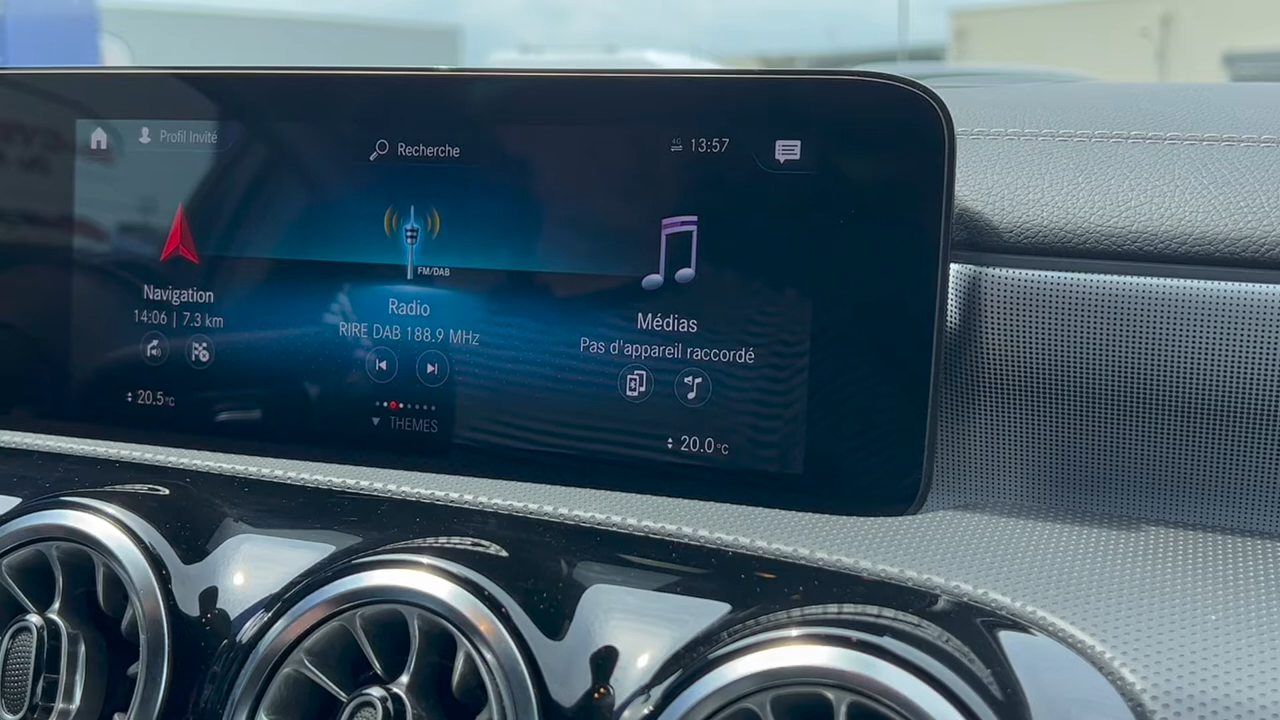 Profil Invité
Recherche
4G
13:57
FM/DAB
Navigation
14:06 | 7.3 km
Radio
RIRE DAB 188.9 MHz
Médias
Pas d'appareil raccordé
20.5°C
THEMES
20.0°C